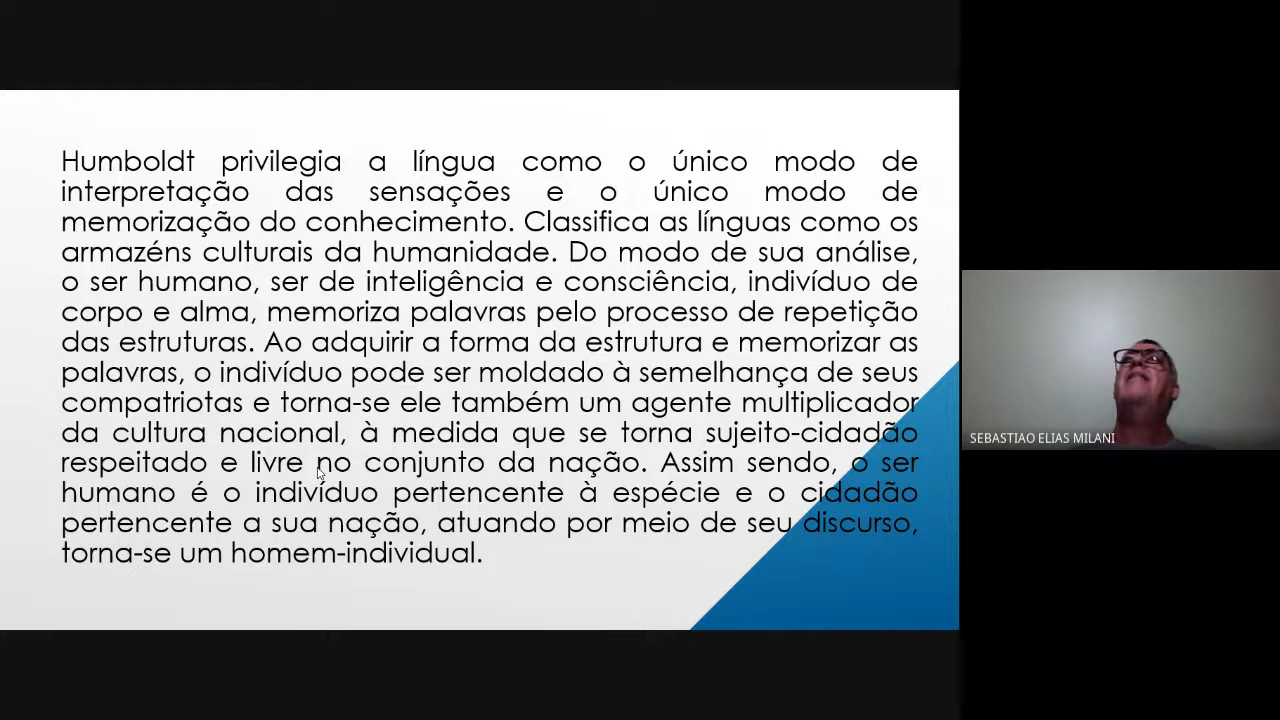 Humboldt privilegia a língua como o único modo de
interpretação das sensações e o único modo de
memorização do conhecimento. Classifica as línguas como os
armazéns culturais da humanidade. Do modo de sua análise,
o ser humano, ser de inteligência e consciência, indivíduo de
corpo e alma, memoriza palavras pelo processo de repetição
das estruturas. Ao adquirir a forma da estrutura e memorizar as
palavras, o indivíduo pode ser moldado à semelhança de seus
compatriotas e torna-se ele também um agente multiplicador
da cultura nacional, à medida que se torna sujeito-cidadão
respeitado e livre no conjunto da nação. Assim sendo, o ser
humano é o indivíduo pertencente à espécie e o cidadão
pertencente a sua nação, atuando por meio de seu discurso,
torna-se um homem-individual.
SEBASTIAO ELIAS MILANI